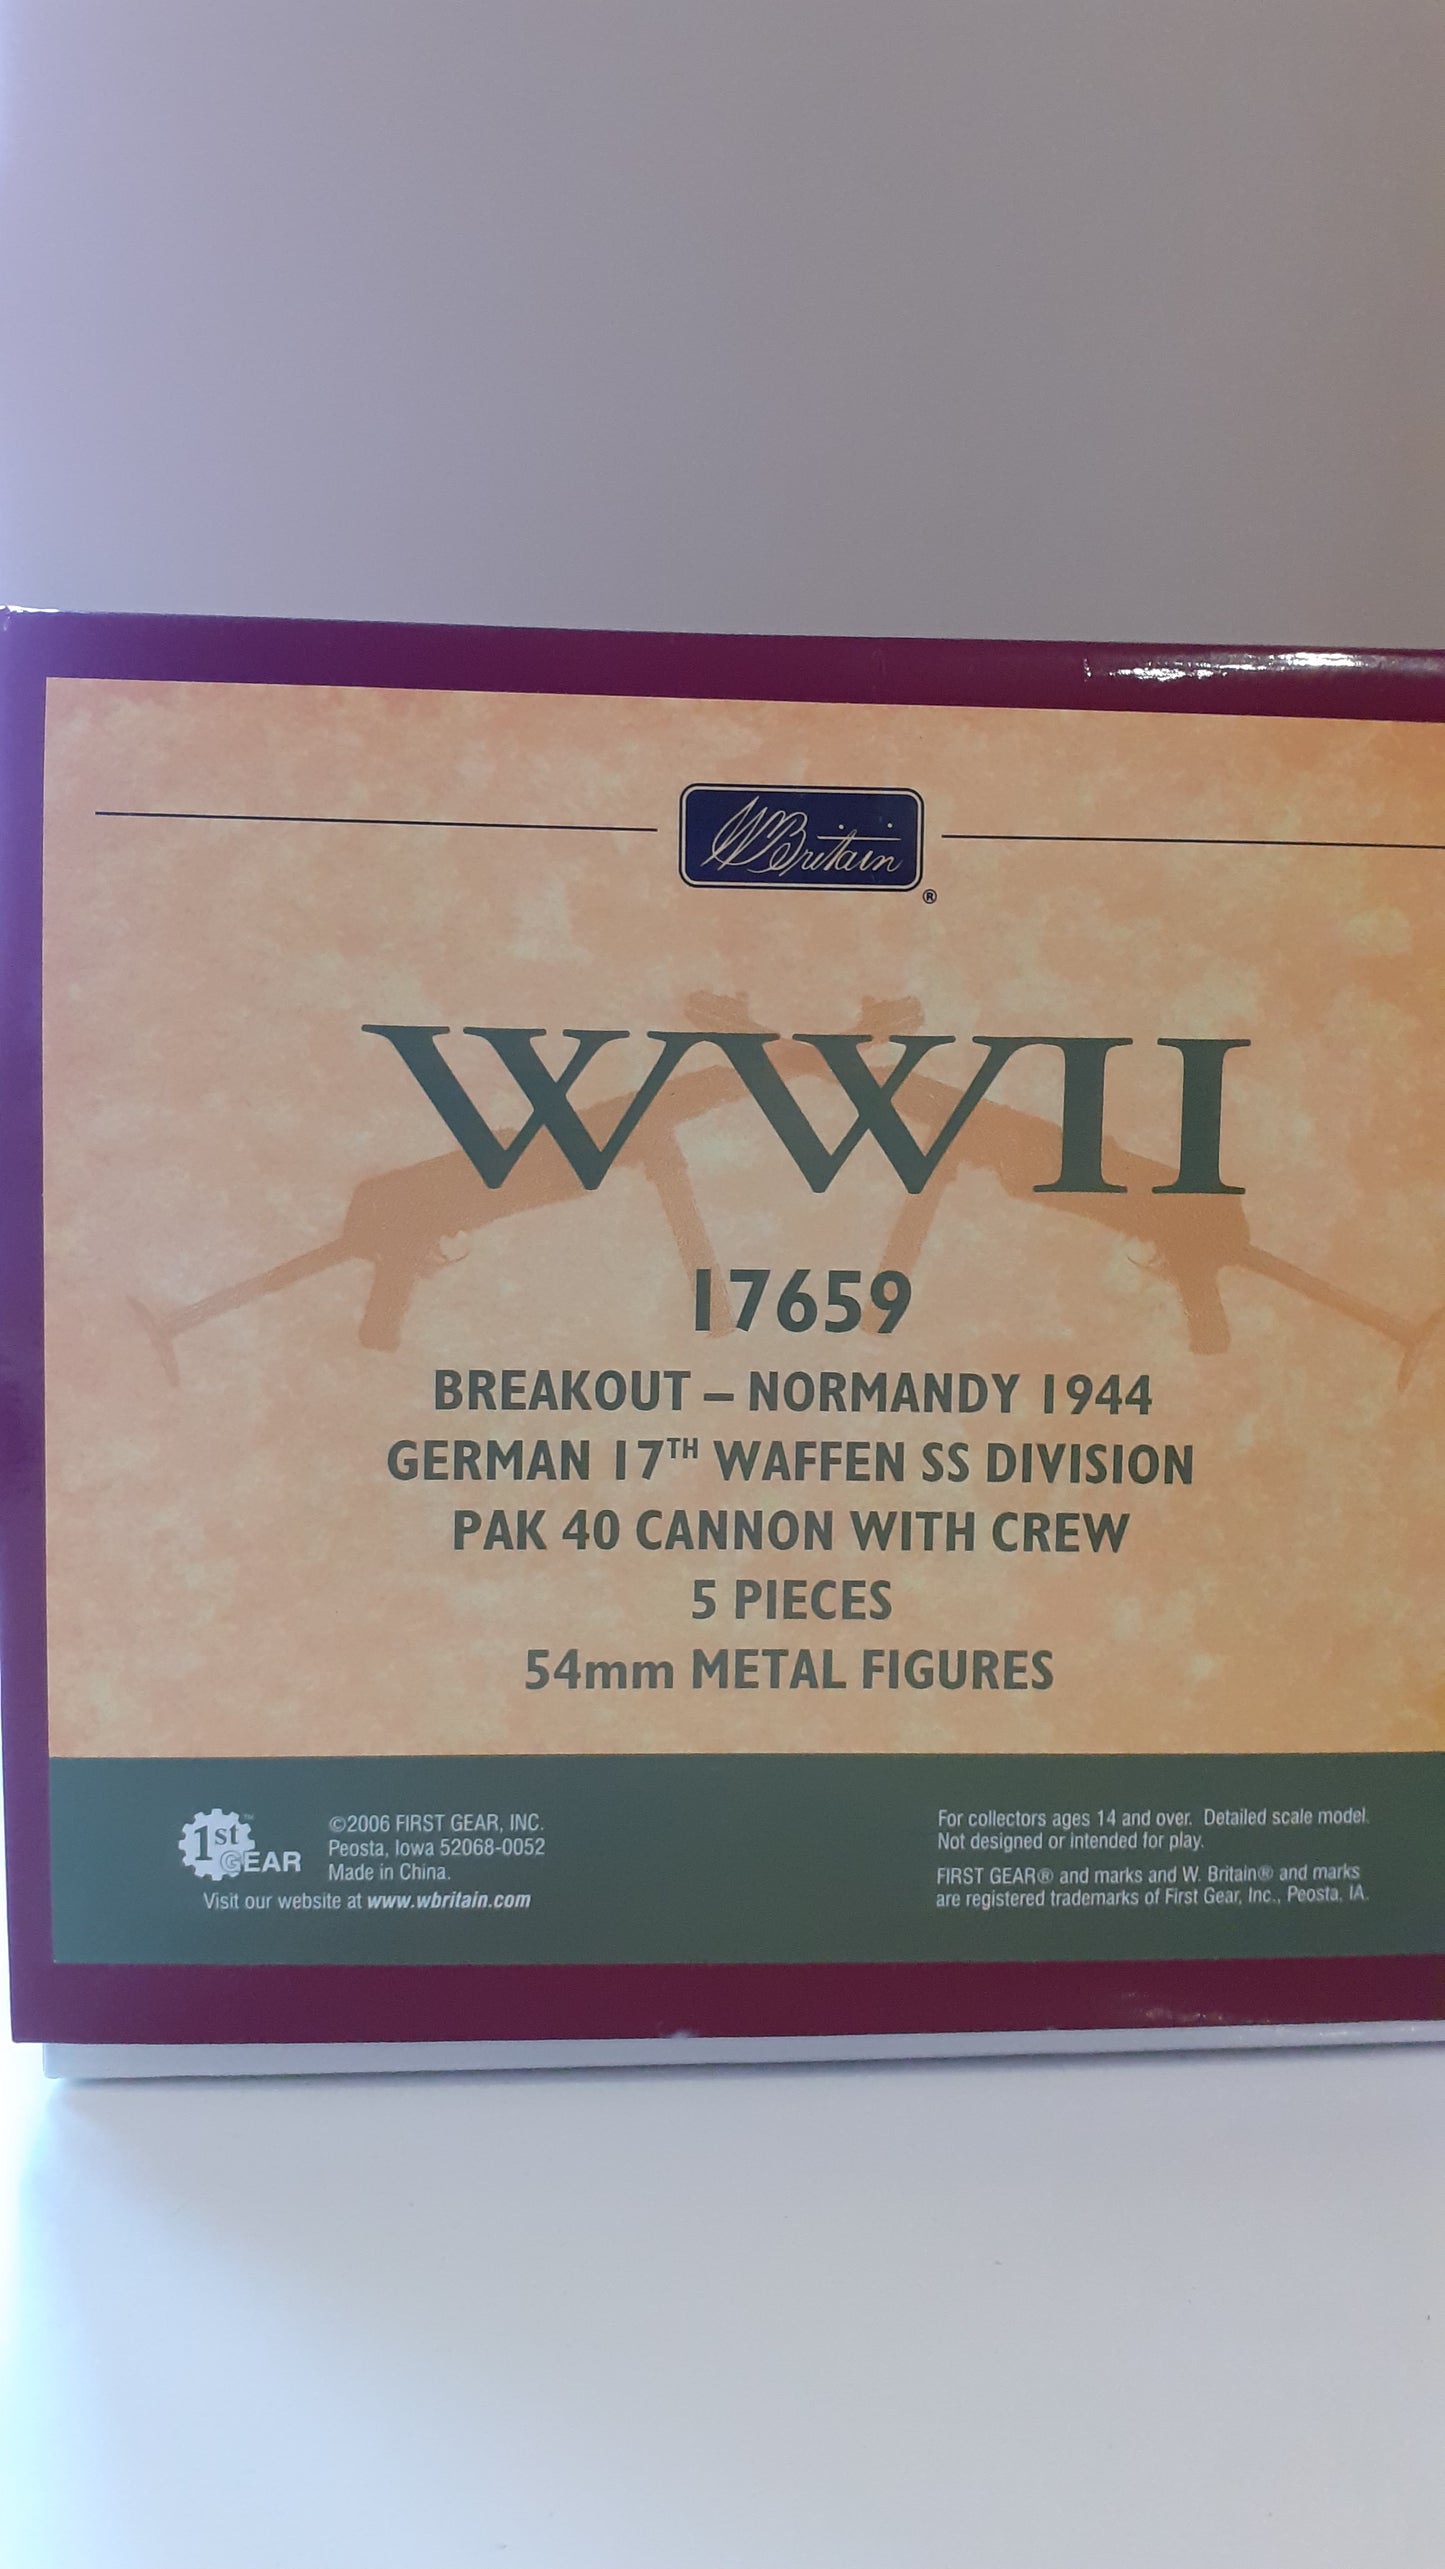 W Britain
®
WWII
17659
BREAKOUT – NORMANDY 1944
GERMAN 17TH WAFFEN SS DIVISION
PAK 40 CANNON WITH CREW
5 PIECES
54mm METAL FIGURES
1st GEAR™
©2006 FIRST GEAR, INC.
Peosta, Iowa 52068-0052
Made in China.
Visit our website at www.wbritain.com
For collectors ages 14 and over. Detailed scale model.
Not designed or intended for play.
FIRST GEAR® and marks and W. Britain® and marks
are registered trademarks of First Gear, Inc., Peosta, IA.